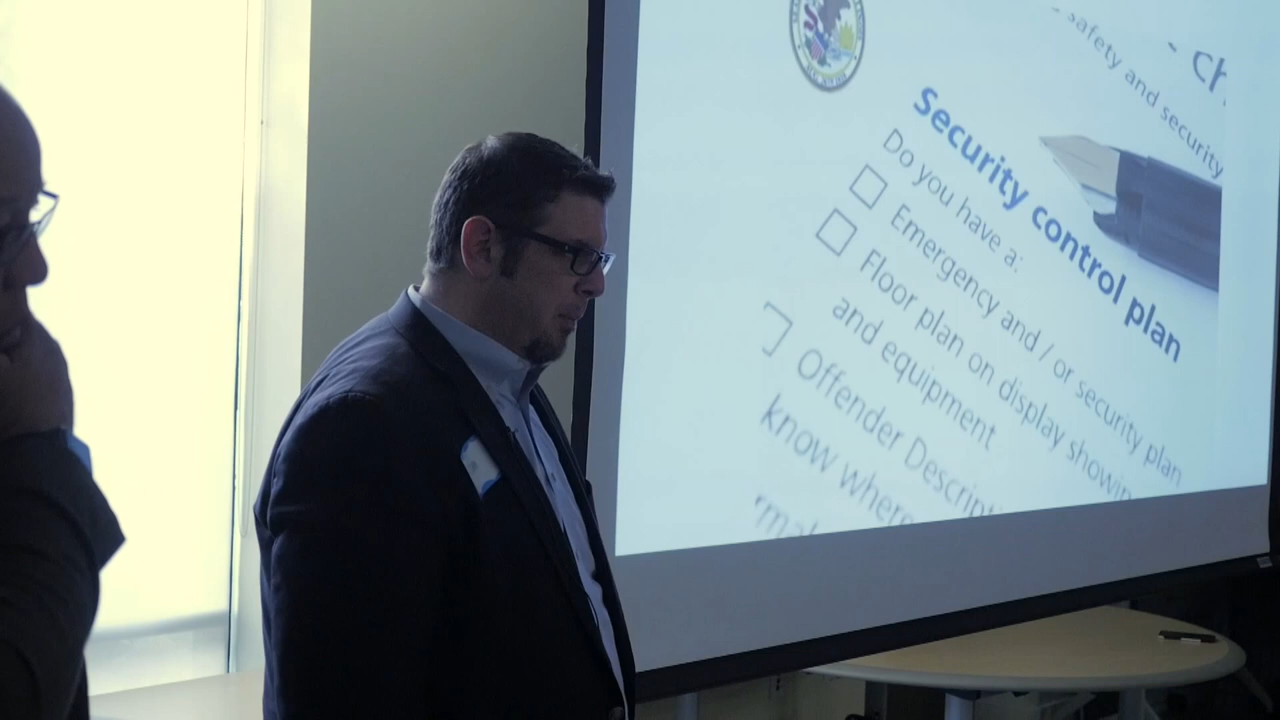 safety and security
Security control plan
Do you have a:
Emergency and / or security plan
Floor plan on display showin
and equipment
Offender Descripti
know where